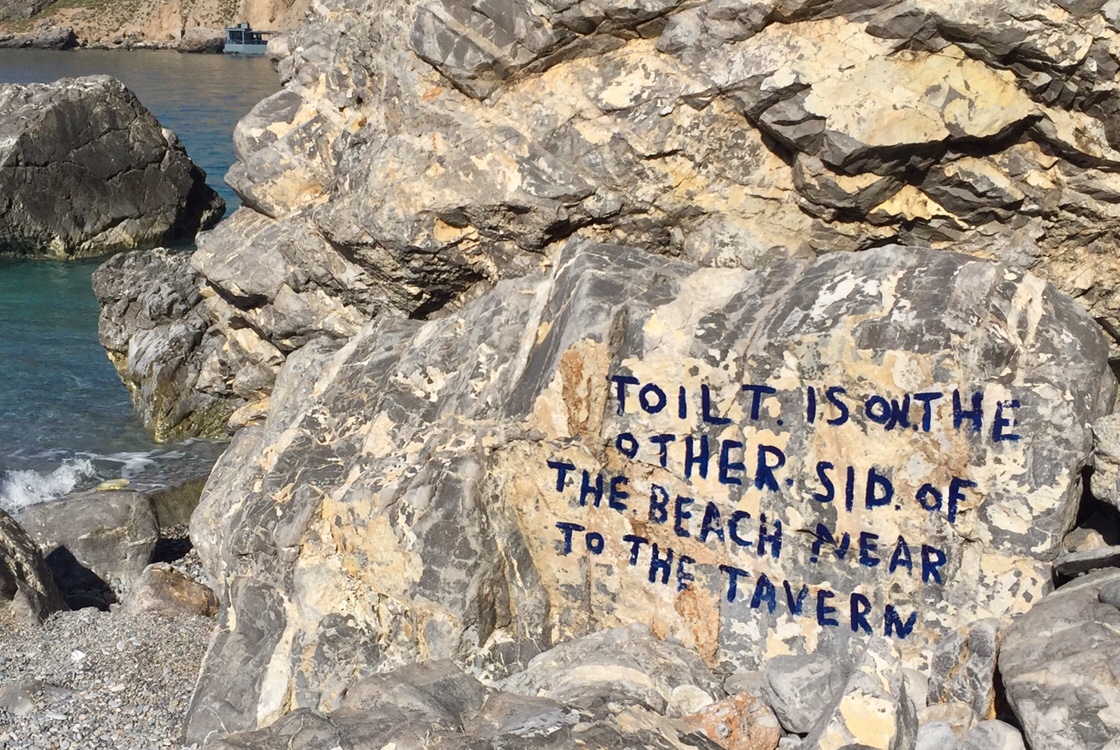 TOILT. IS ON.THE
OTHER. SID. OF
THE. BEACH NEAR
TO THE TAVERN